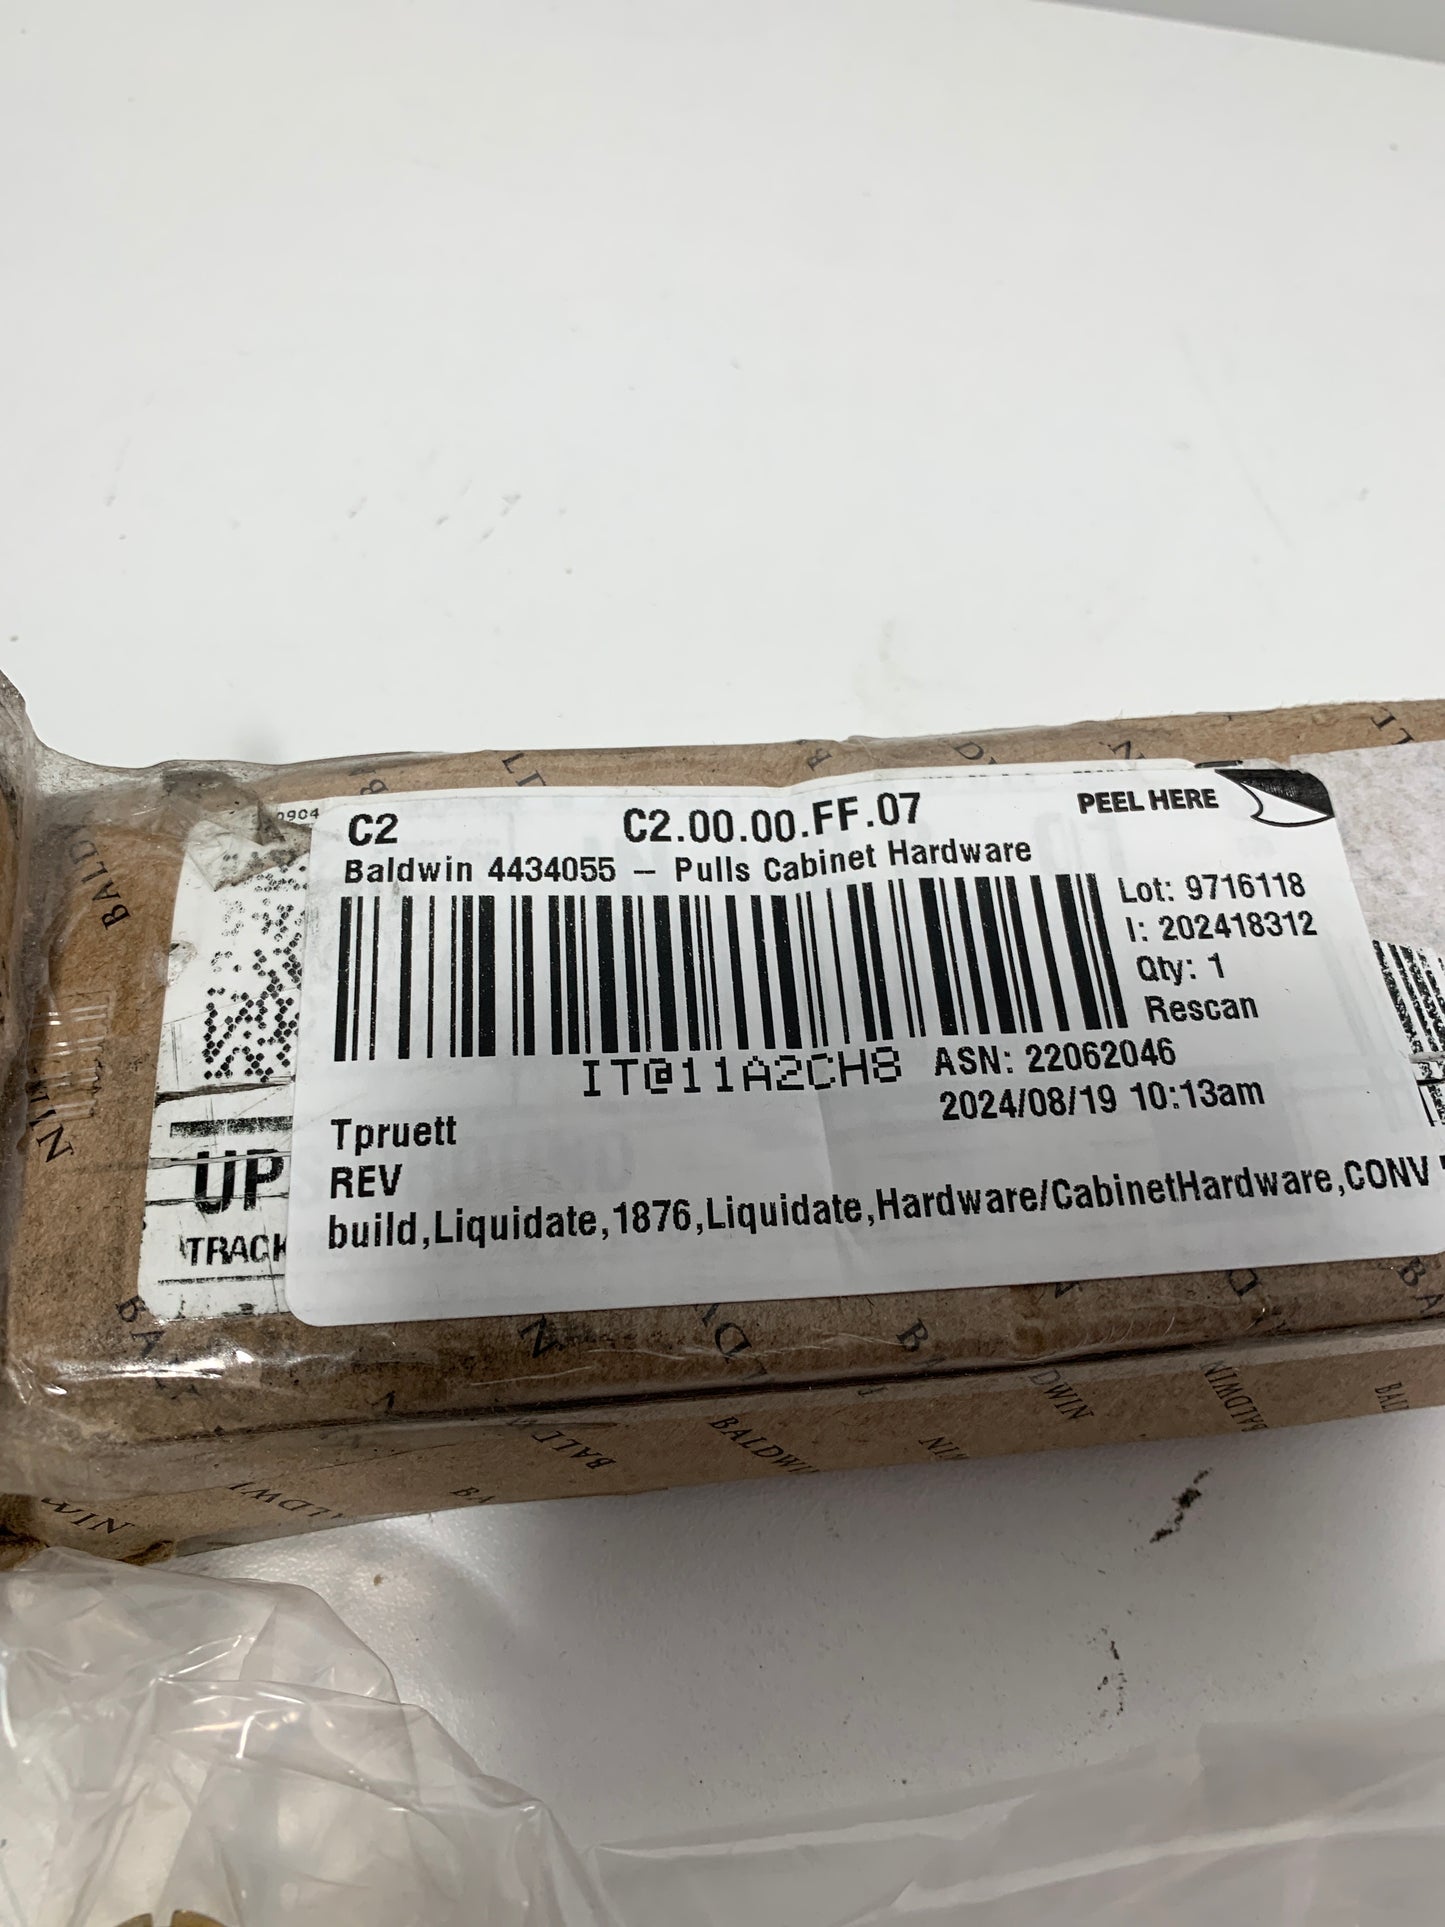 0904
C2 C2.00.00.FF.07 PEEL HERE
Baldwin 4434055 – Pulls Cabinet Hardware
Lot: 9716118
I: 202418312
Qty: 1
Rescan
IT@11A2CH8 ASN: 22062046
2024/08/19 10:13am
Tpruett
REV
build,Liquidate,1876,Liquidate,Hardware/CabinetHardware,CONV
UP
TRACK
BALDWIN
BALDWIN